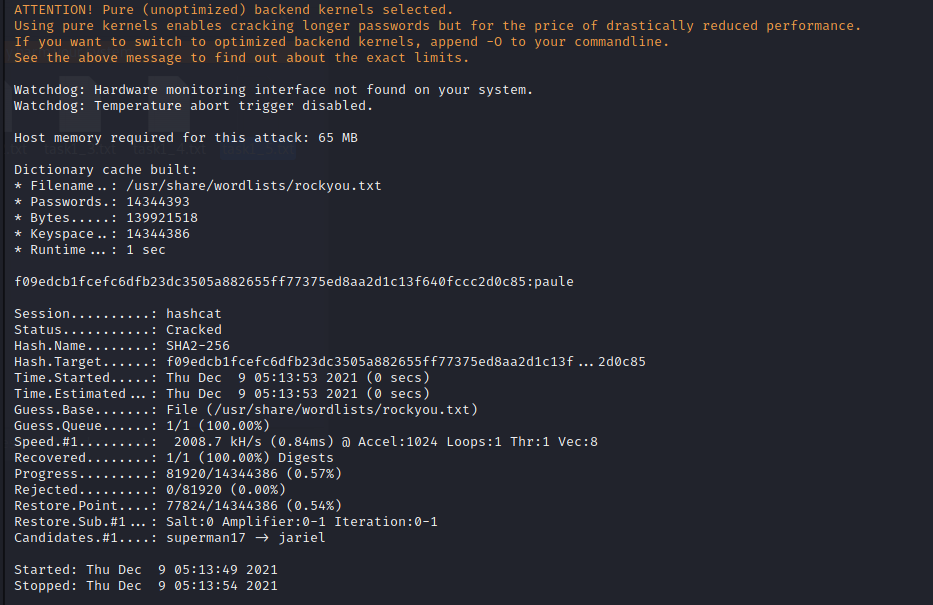 ATTENTION! Pure (unoptimized) backend kernels selected.
Using pure kernels enables cracking longer passwords but for the price of drastically reduced performance.
If you want to switch to optimized backend kernels, append -O to your commandline.
See the above message to find out about the exact limits.
Watchdog: Hardware monitoring interface not found on your system.
Watchdog: Temperature abort trigger disabled.
Host memory required for this attack: 65 MB
Dictionary cache built:
* Filename..: /usr/share/wordlists/rockyou.txt
* Passwords.: 14344393
* Bytes.....: 139921518
* Keyspace..: 14344386
* Runtime...: 1 sec
f09edcb1fcefc6dfb23dc3505a882655ff77375ed8aa2d1c13f640fccc2d0c85:paule
Session..........: hashcat
Status...........: Cracked
Hash.Name........: SHA2-256
Hash.Target......: f09edcb1fcefc6dfb23dc3505a882655ff77375ed8aa2d1c13f...2d0c85
Time.Started.....: Thu Dec  9 05:13:53 2021 (0 secs)
Time.Estimated...: Thu Dec  9 05:13:53 2021 (0 secs)
Guess.Base.......: File (/usr/share/wordlists/rockyou.txt)
Guess.Queue......: 1/1 (100.00%)
Speed.#1.........:  2008.7 kH/s (0.84ms) @ Accel:1024 Loops:1 Thr:1 Vec:8
Recovered........: 1/1 (100.00%) Digests
Progress.........: 81920/14344386 (0.57%)
Rejected.........: 0/81920 (0.00%)
Restore.Point....: 77824/14344386 (0.54%)
Restore.Sub.#1...: Salt:0 Amplifier:0-1 Iteration:0-1
Candidates.#1....: superman17 -> jariel
Started: Thu Dec  9 05:13:49 2021
Stopped: Thu Dec  9 05:13:54 2021